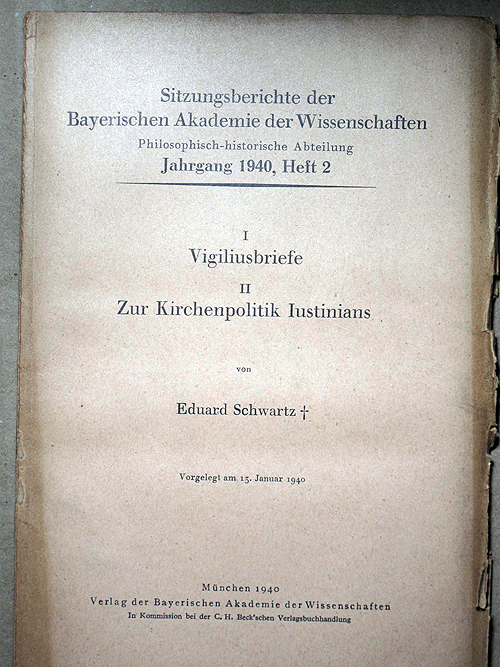 Sitzungsberichte der
Bayerischen Akademie der Wissenschaften
Philosophisch-historische Abteilung
Jahrgang 1940, Heft 2
I
Vigiliusbriefe
II
Zur Kirchenpolitik Iustinians
von
Eduard Schwartz †
Vorgelegt am 15. Januar 1940
München 1940
Verlag der Bayerischen Akademie der Wissenschaften
In Kommission bei der C. H. Beck'schen Verlagsbuchhandlung